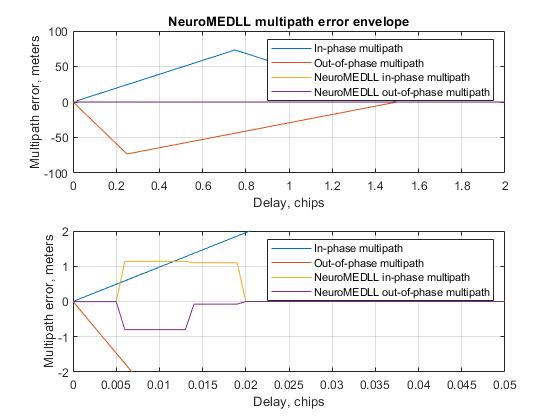 NeuroMEDLL multipath error envelope
Multipath error, meters
100
50
0
-50
-100
In-phase multipath
Out-of-phase multipath
NeuroMEDLL in-phase multipath
NeuroMEDLL out-of-phase multipath
0 0.2 0.4 0.6 0.8 1 1.2 1.4 1.6 1.8 2
Delay, chips
Multipath error, meters
2
1
0
-1
-2
In-phase multipath
Out-of-phase multipath
NeuroMEDLL in-phase multipath
NeuroMEDLL out-of-phase multipath
0 0.005 0.01 0.015 0.02 0.025 0.03 0.035 0.04 0.045 0.05
Delay, chips